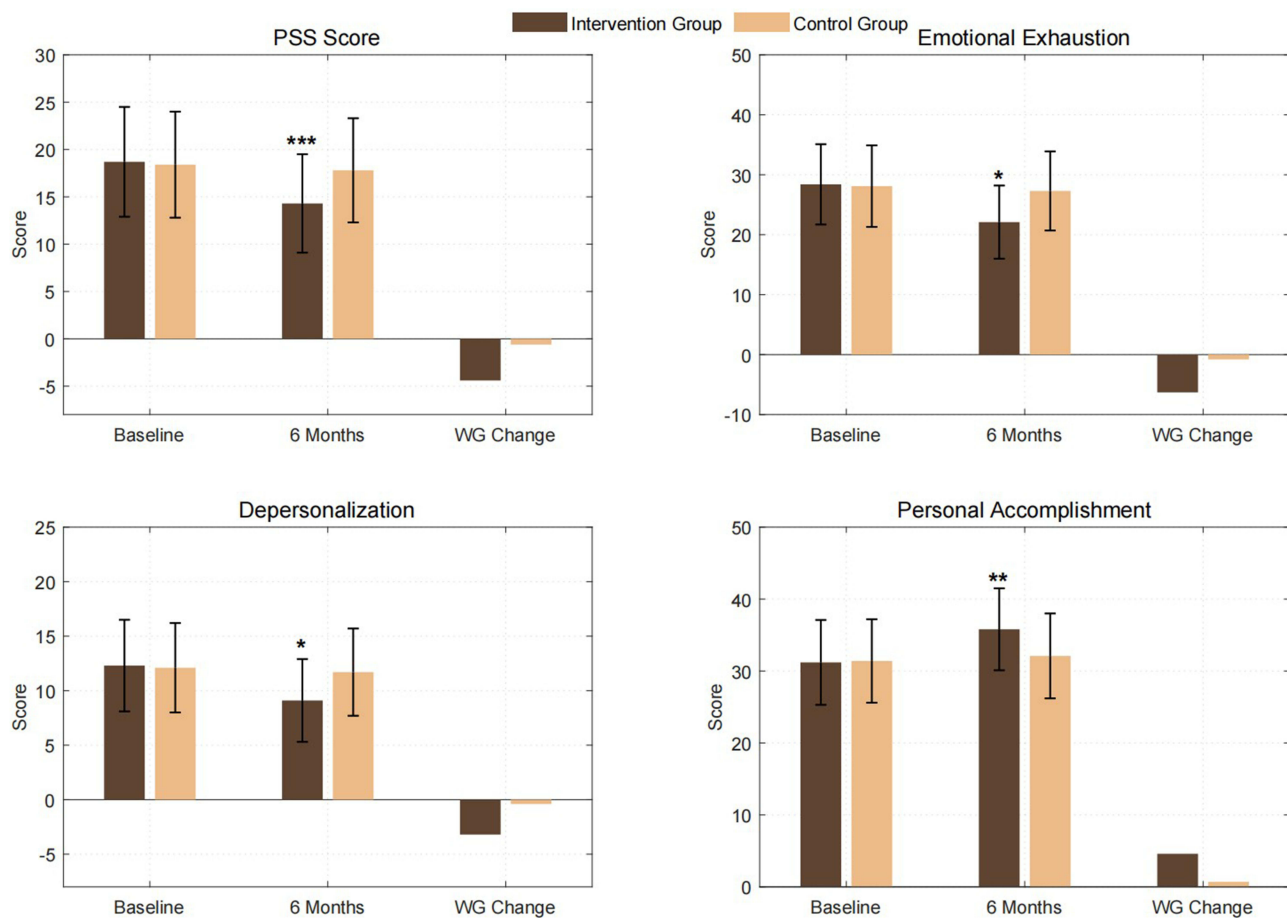 Intervention Group Control Group
PSS Score
30
25
20
15
10
5
0
-5
Score
***
Baseline 6 Months WG Change
Emotional Exhaustion
50
40
30
20
10
0
-10
Score
*
Baseline 6 Months WG Change
Depersonalization
25
20
15
10
5
0
-5
Score
*
Baseline 6 Months WG Change
Personal Accomplishment
50
40
30
20
10
0
Score
**
Baseline 6 Months WG Change